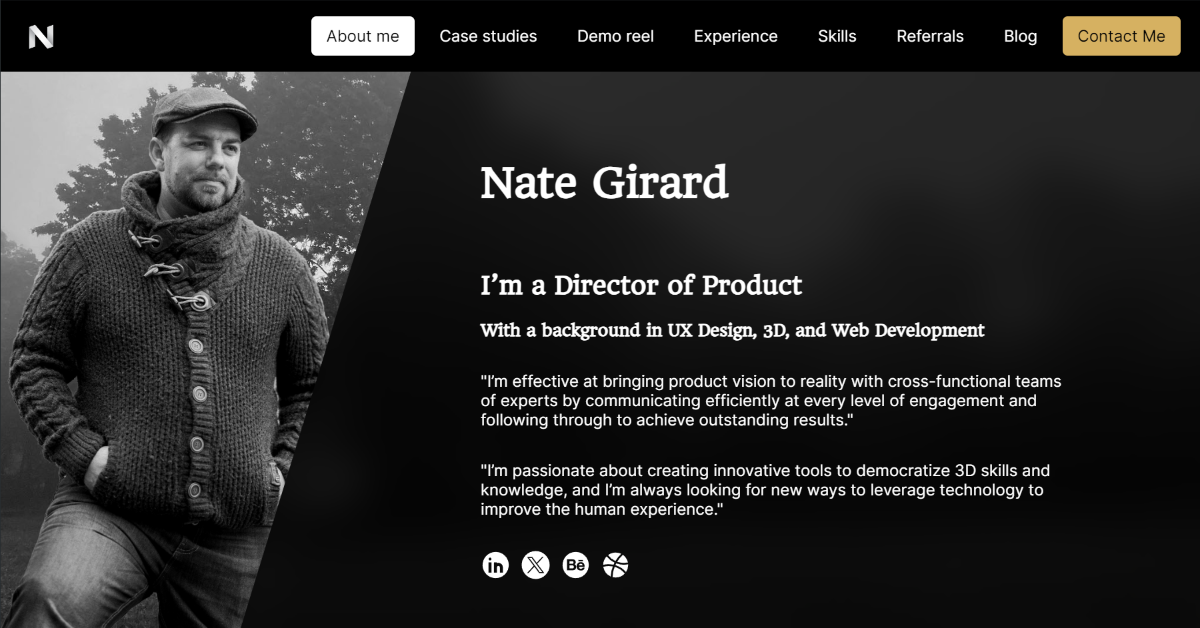 N
About me
Case studies
Demo reel
Experience
Skills
Referrals
Blog
Contact Me
Nate Girard
I’m a Director of Product
With a background in UX Design, 3D, and Web Development
"I’m effective at bringing product vision to reality with cross-functional teams
of experts by communicating efficiently at every level of engagement and
following through to achieve outstanding results."
"I’m passionate about creating innovative tools to democratize 3D skills and
knowledge, and I’m always looking for new ways to leverage technology to
improve the human experience."
in
X
Bē